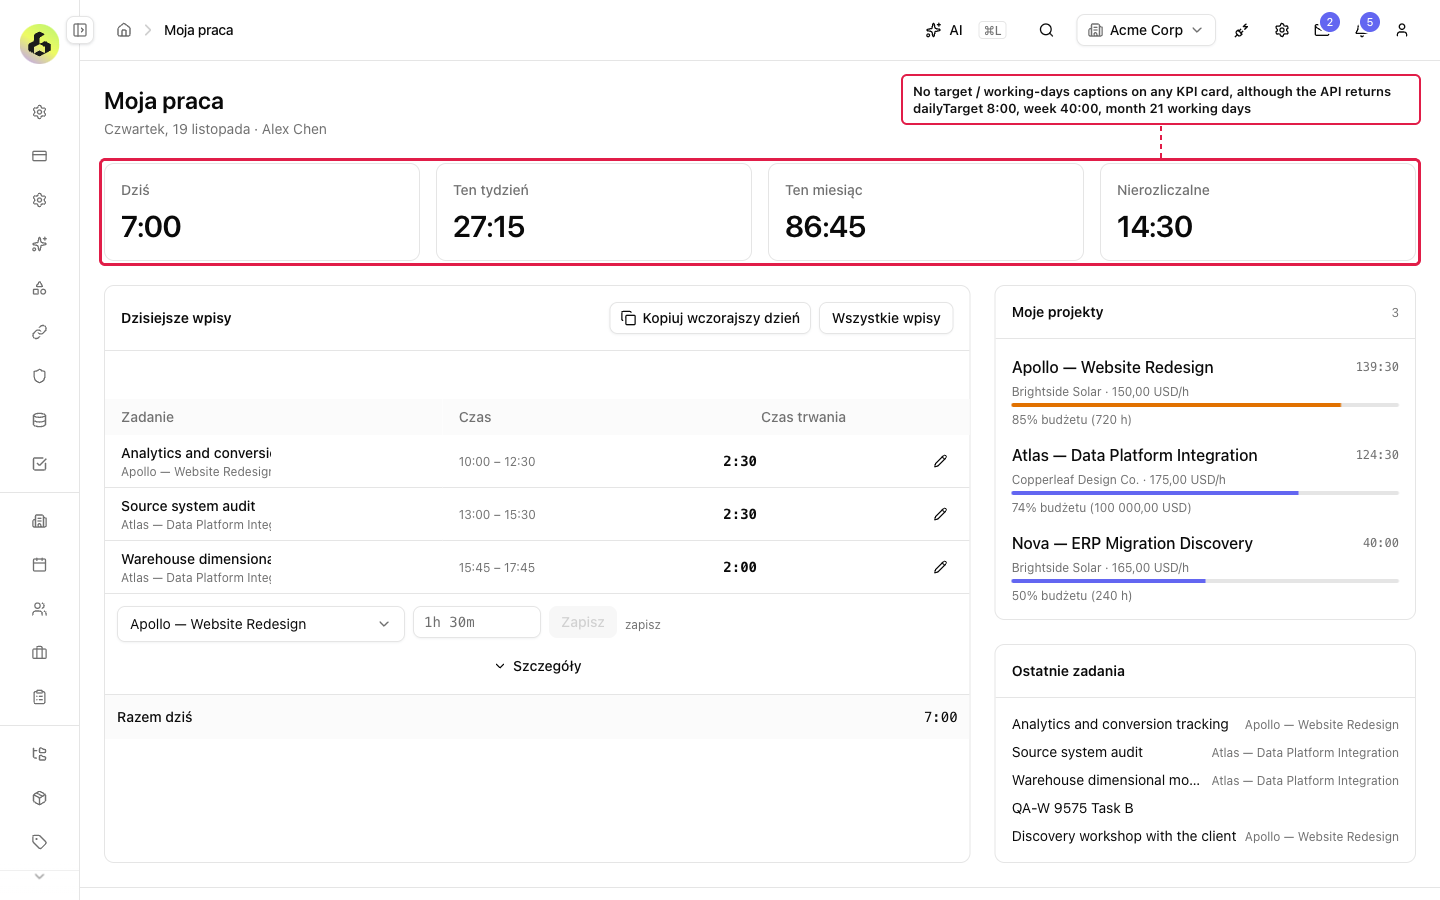 Moja praca
AI
⌘L
Acme Corp
2
5
No target / working-days captions on any KPI card, although the API returns
dailyTarget 8:00, week 40:00, month 21 working days
Moja praca
Czwartek, 19 listopada · Alex Chen
Dziś
7:00
Ten tydzień
27:15
Ten miesiąc
86:45
Nierozliczalne
14:30
Dzisiejsze wpisy
Kopiuj wczorajszy dzień
Wszystkie wpisy
Zadanie
Czas
Czas trwania
Analytics and conversi
Apollo — Website Redesign
10:00 – 12:30
2:30
Source system audit
Atlas — Data Platform Integ
13:00 – 15:30
2:30
Warehouse dimensiona
Atlas — Data Platform Integ
15:45 – 17:45
2:00
Apollo — Website Redesign
1h 30m
Zapisz
zapisz
Szczegóły
Razem dziś
7:00
Moje projekty
3
Apollo — Website Redesign
139:30
Brightside Solar · 150,00 USD/h
85% budżetu (720 h)
Atlas — Data Platform Integration
124:30
Copperleaf Design Co. · 175,00 USD/h
74% budżetu (100 000,00 USD)
Nova — ERP Migration Discovery
40:00
Brightside Solar · 165,00 USD/h
50% budżetu (240 h)
Ostatnie zadania
Analytics and conversion tracking Apollo — Website Redesign
Source system audit Atlas — Data Platform Integration
Warehouse dimensional mo... Atlas — Data Platform Integration
QA-W 9575 Task B
Discovery workshop with the client Apollo — Website Redesign